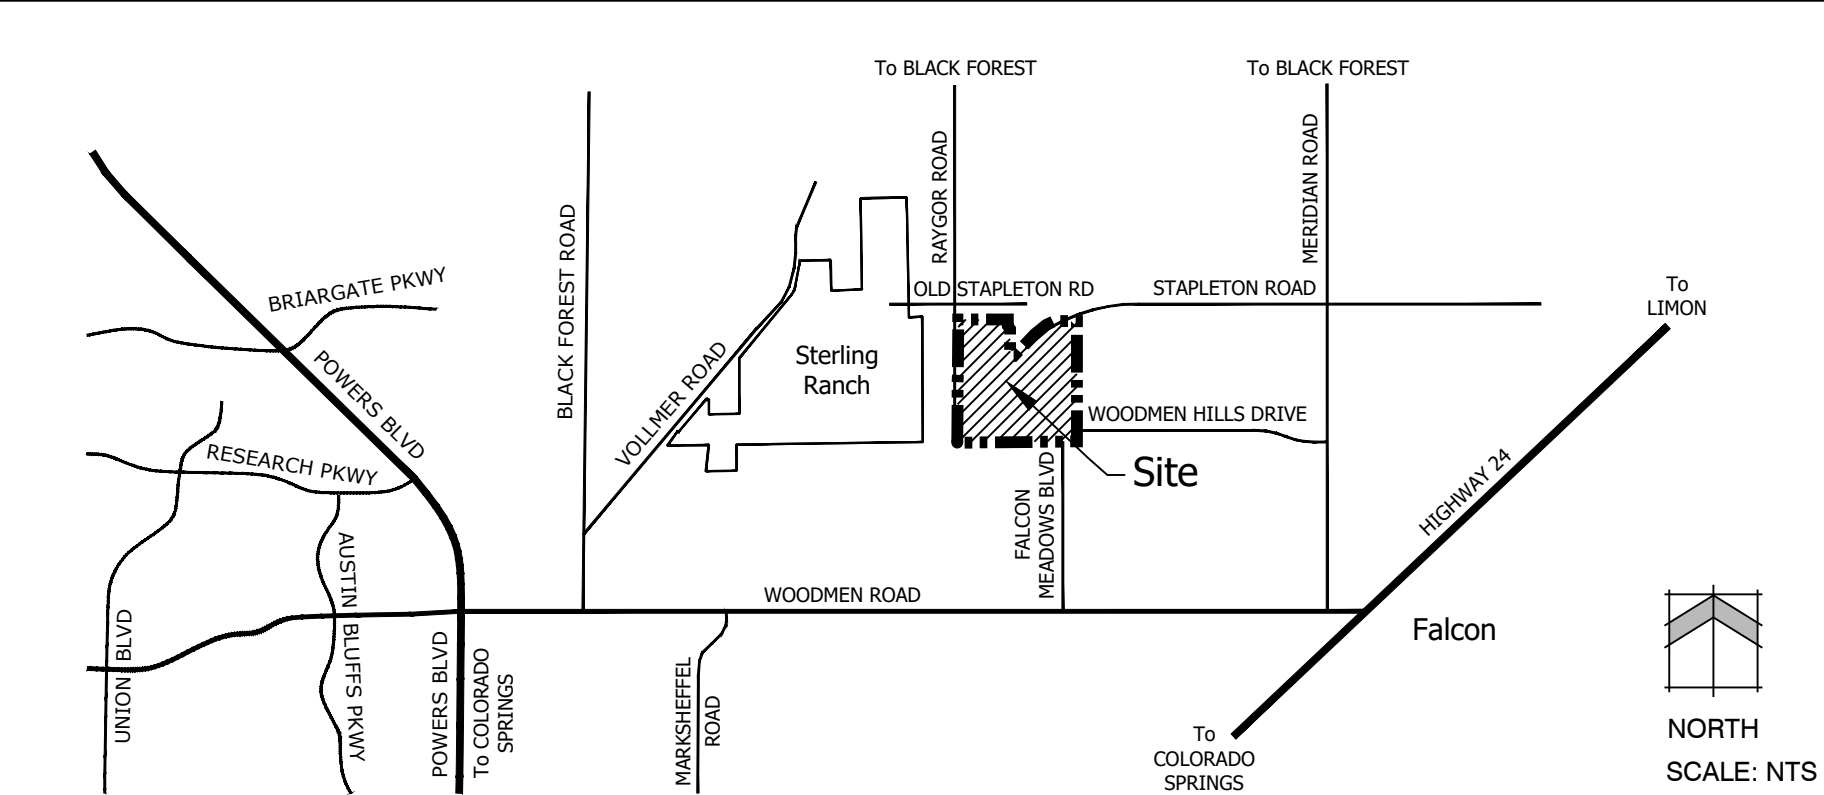 To BLACK FOREST
To BLACK FOREST
RAYGOR ROAD
MERIDIAN ROAD
BLACK FOREST ROAD
BRIARGATE PKWY
OLD STAPLETON RD
STAPLETON ROAD
To
LIMON
POWERS BLVD
VOLLMER ROAD
Sterling
Ranch
WOODMEN HILLS DRIVE
RESEARCH PKWY
Site
HIGHWAY 24
FALCON
MEADOWS BLVD
AUSTIN BLUFFS PKWY
WOODMEN ROAD
UNION BLVD
POWERS BLVD
To COLORADO
SPRINGS
MARKSHEFFEL
ROAD
Falcon
To
COLORADO
SPRINGS
NORTH
SCALE: NTS